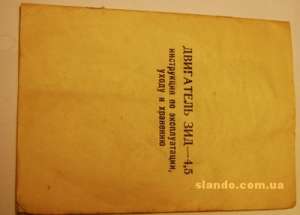 ДВИГАТЕЛЬ ЗИД—4,5
инструкция по эксплуатации,
уходу и хранению
slando.com.ua